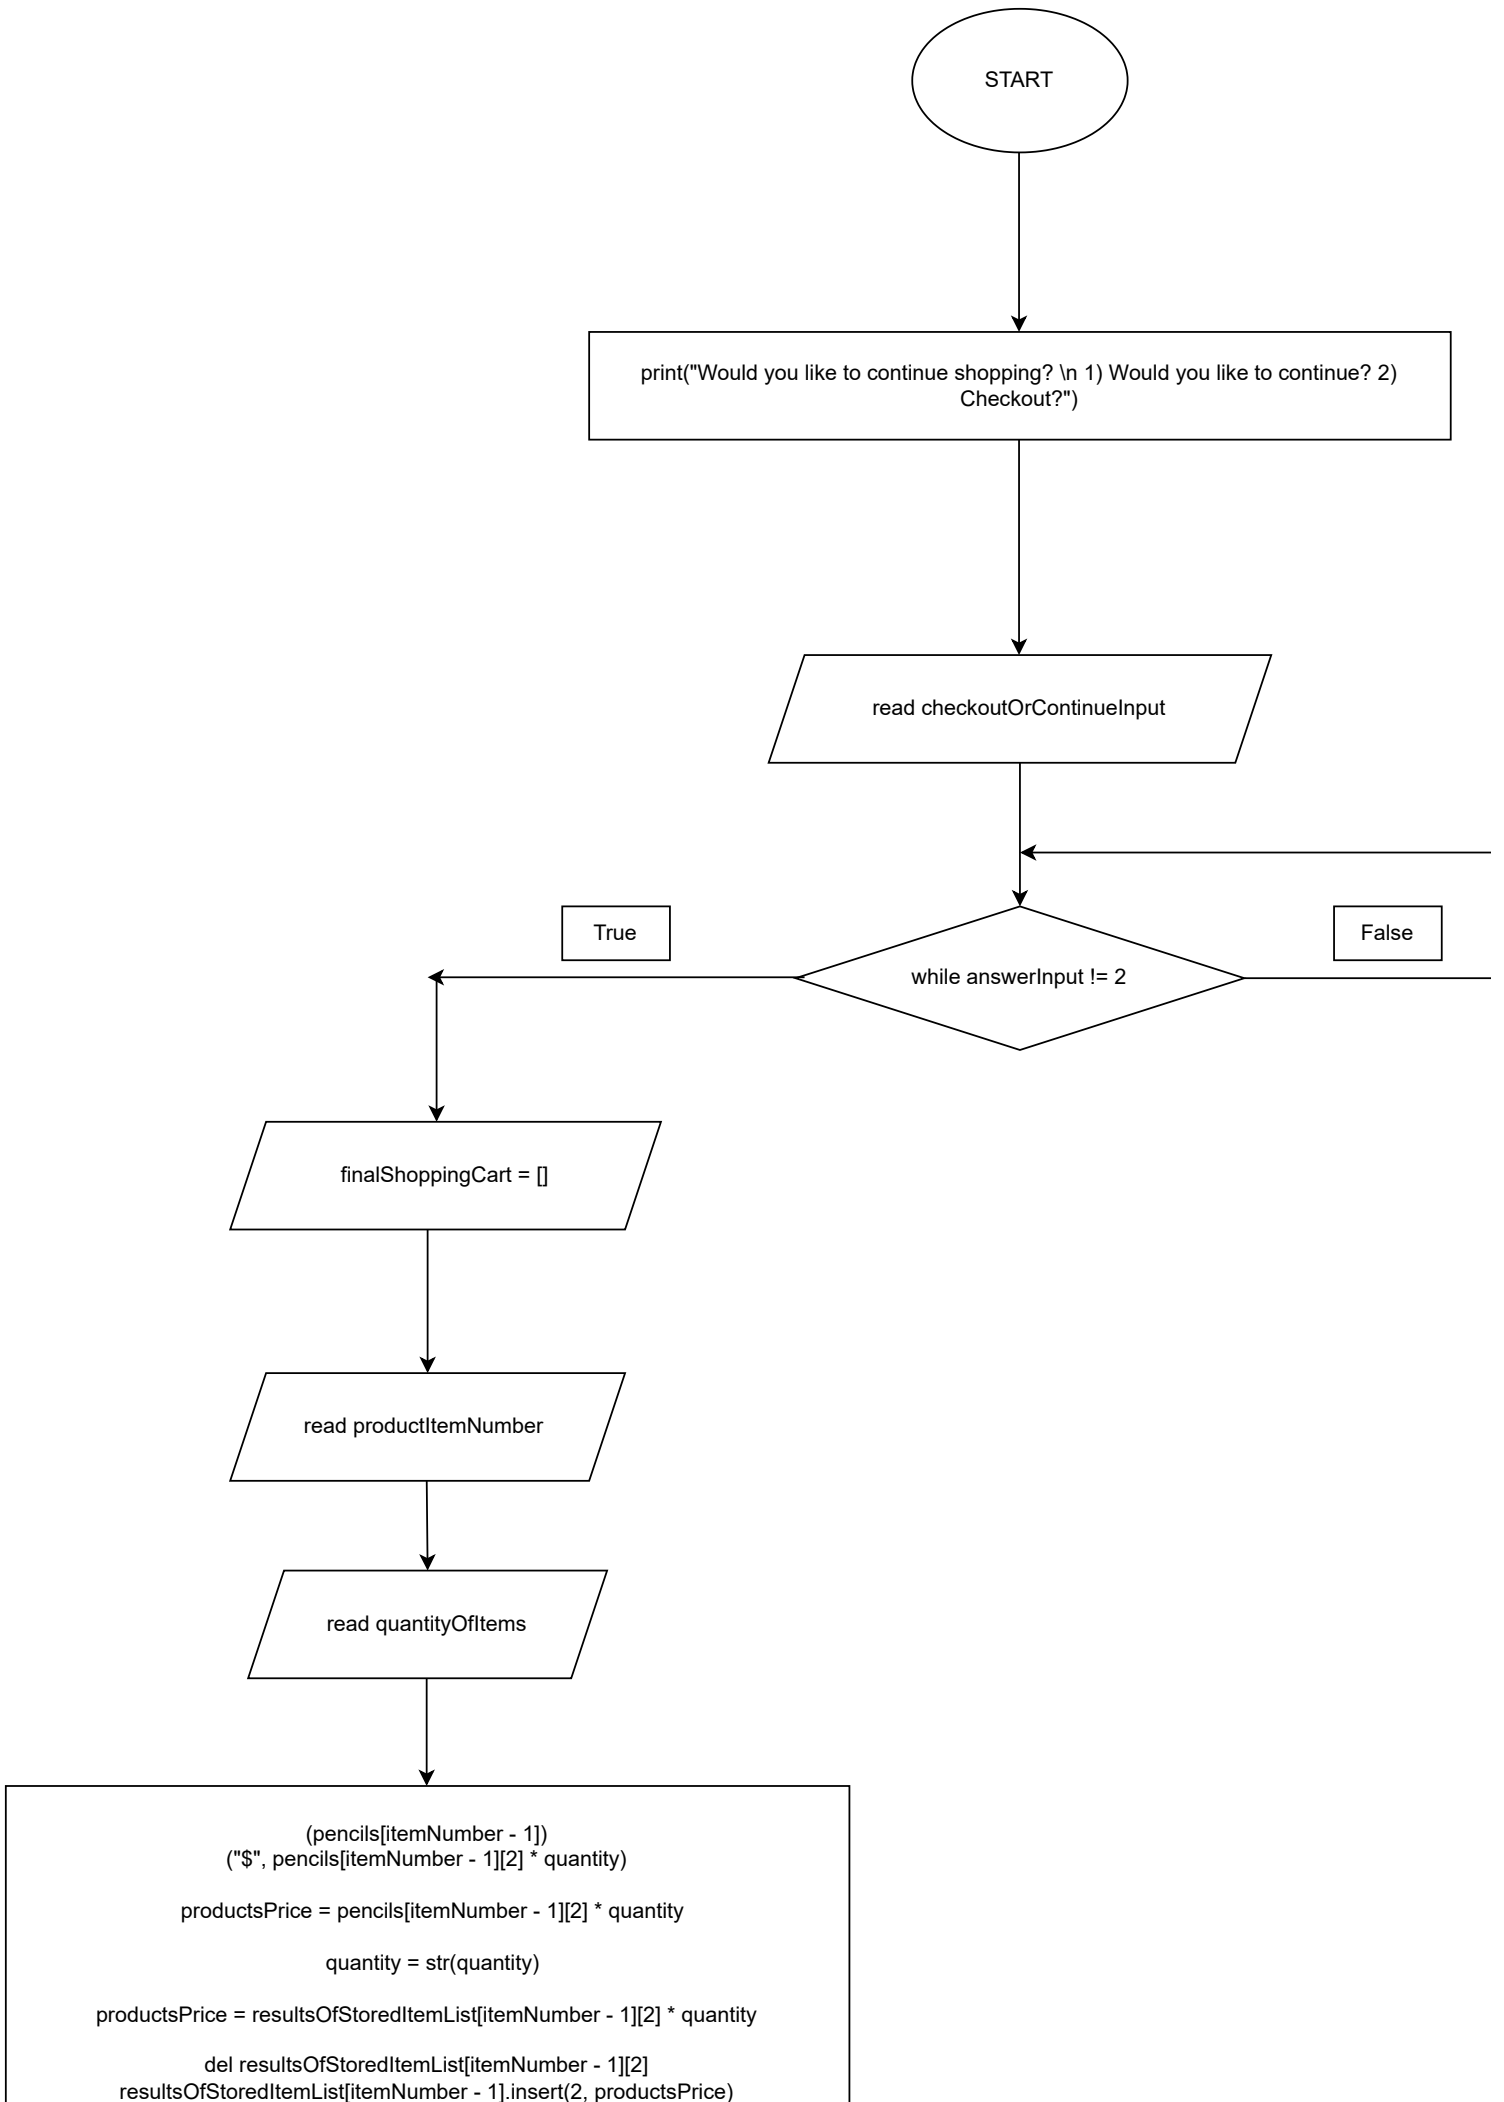 START
print("Would you like to continue shopping? \n 1) Would you like to continue? 2)
Checkout?")
read checkoutOrContinueInput
True
False
while answerInput != 2
finalShoppingCart = []
read productItemNumber
read quantityOfItems
(pencils[itemNumber - 1])
("$", pencils[itemNumber - 1][2] * quantity)
productsPrice = pencils[itemNumber - 1][2] * quantity
quantity = str(quantity)
productsPrice = resultsOfStoredItemList[itemNumber - 1][2] * quantity
del resultsOfStoredItemList[itemNumber - 1][2]
resultsOfStoredItemList[itemNumber - 1].insert(2, productsPrice)